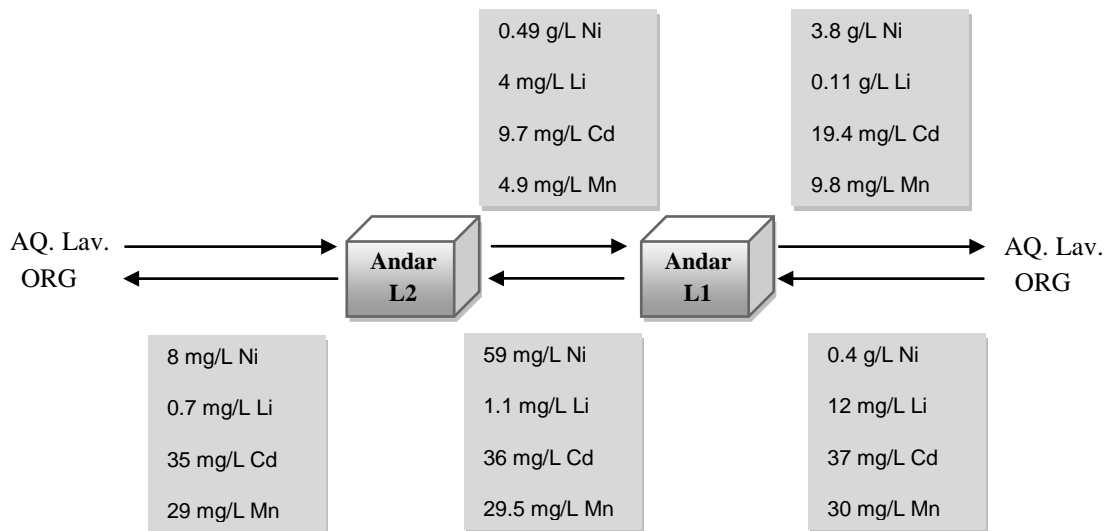 0.49 g/L Ni
4 mg/L Li
9.7 mg/L Cd
4.9 mg/L Mn
3.8 g/L Ni
0.11 g/L Li
19.4 mg/L Cd
9.8 mg/L Mn
AQ. Lav.
ORG
Andar
L2
Andar
L1
AQ. Lav.
ORG
8 mg/L Ni
0.7 mg/L Li
35 mg/L Cd
29 mg/L Mn
59 mg/L Ni
1.1 mg/L Li
36 mg/L Cd
29.5 mg/L Mn
0.4 g/L Ni
12 mg/L Li
37 mg/L Cd
30 mg/L Mn